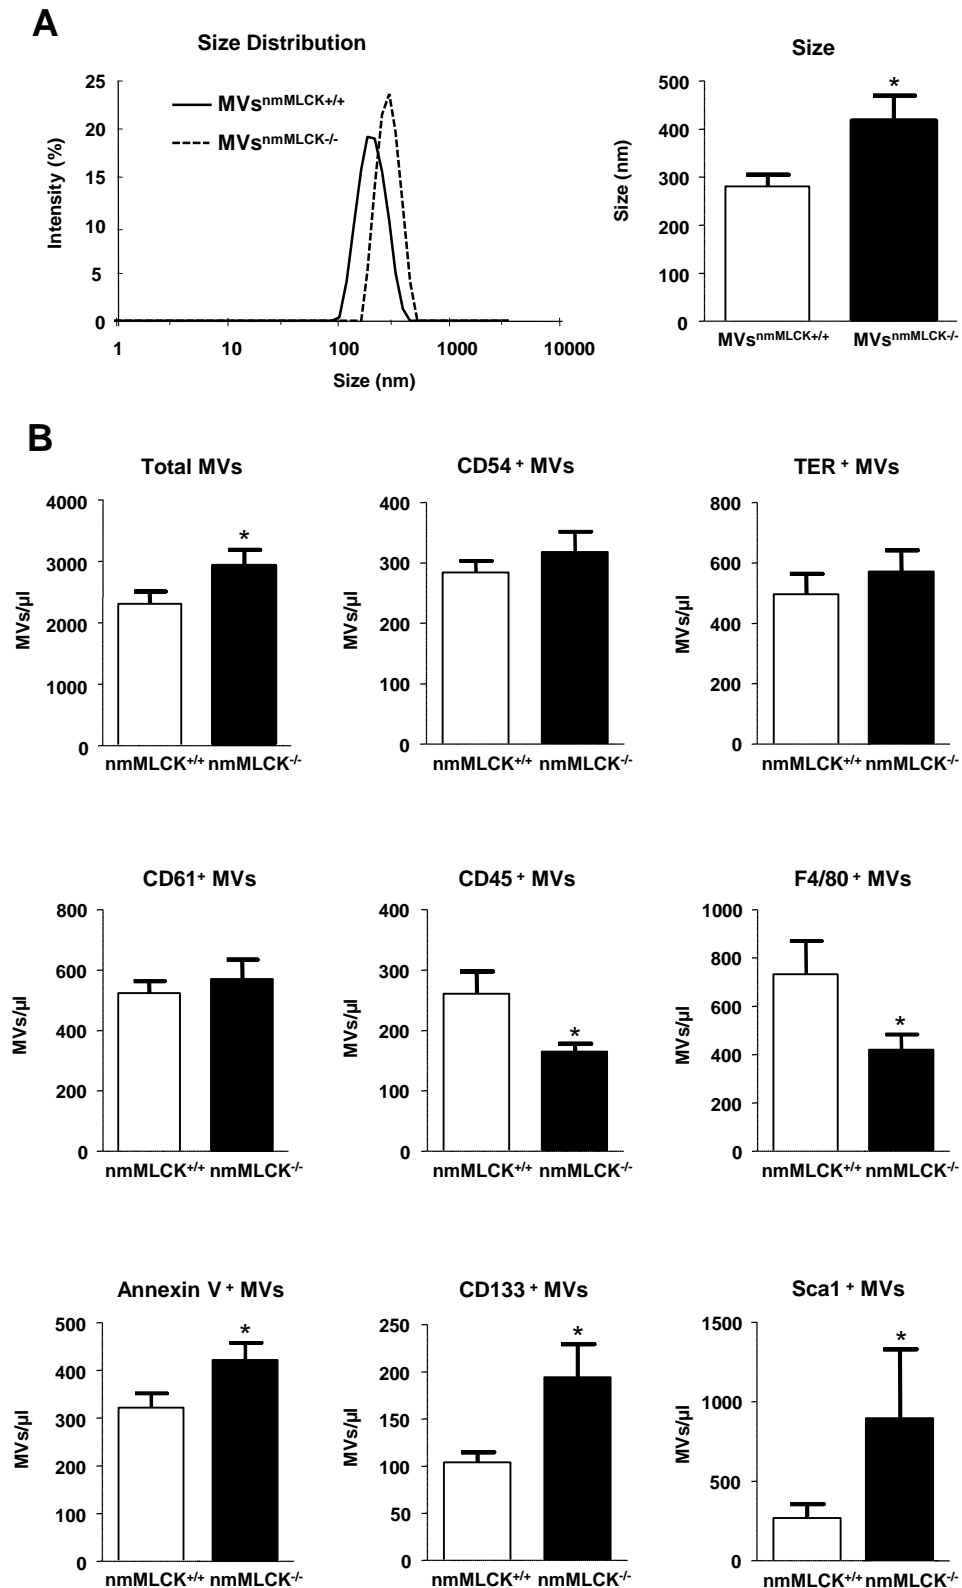 A
Size Distribution
25
20
15
10
5
0
Intensity (%)
MVsnmMLCK+/+
MVsnmMLCK-/-
1 10 100 1000 10000
Size (nm)
Size
500
400
300
200
100
0
Size (nm)
MVsnmMLCK+/+ MVsnmMLCK-/-
*
B
Total MVs
4000
3000
2000
1000
0
MVs/µl
*
nmMLCK+/+ nmMLCK-/-
CD54 + MVs
400
300
200
100
0
MVs/µl
nmMLCK+/+ nmMLCK-/-
TER + MVs
800
600
400
200
0
MVs/µl
nmMLCK+/+ nmMLCK-/-
CD61+ MVs
800
600
400
200
0
MVs/µl
nmMLCK+/+ nmMLCK-/-
CD45 + MVs
400
300
200
100
0
MVs/µl
*
nmMLCK+/+ nmMLCK-/-
F4/80 + MVs
1000
800
600
400
200
0
MVs/µl
*
nmMLCK+/+ nmMLCK-/-
Annexin V + MVs
500
400
300
200
100
0
MVs/µl
*
nmMLCK+/+ nmMLCK-/-
CD133 + MVs
250
200
150
100
50
0
MVs/µl
*
nmMLCK+/+ nmMLCK-/-
Sca1 + MVs
1500
1000
500
0
MVs/µl
*
nmMLCK+/+ nmMLCK-/-